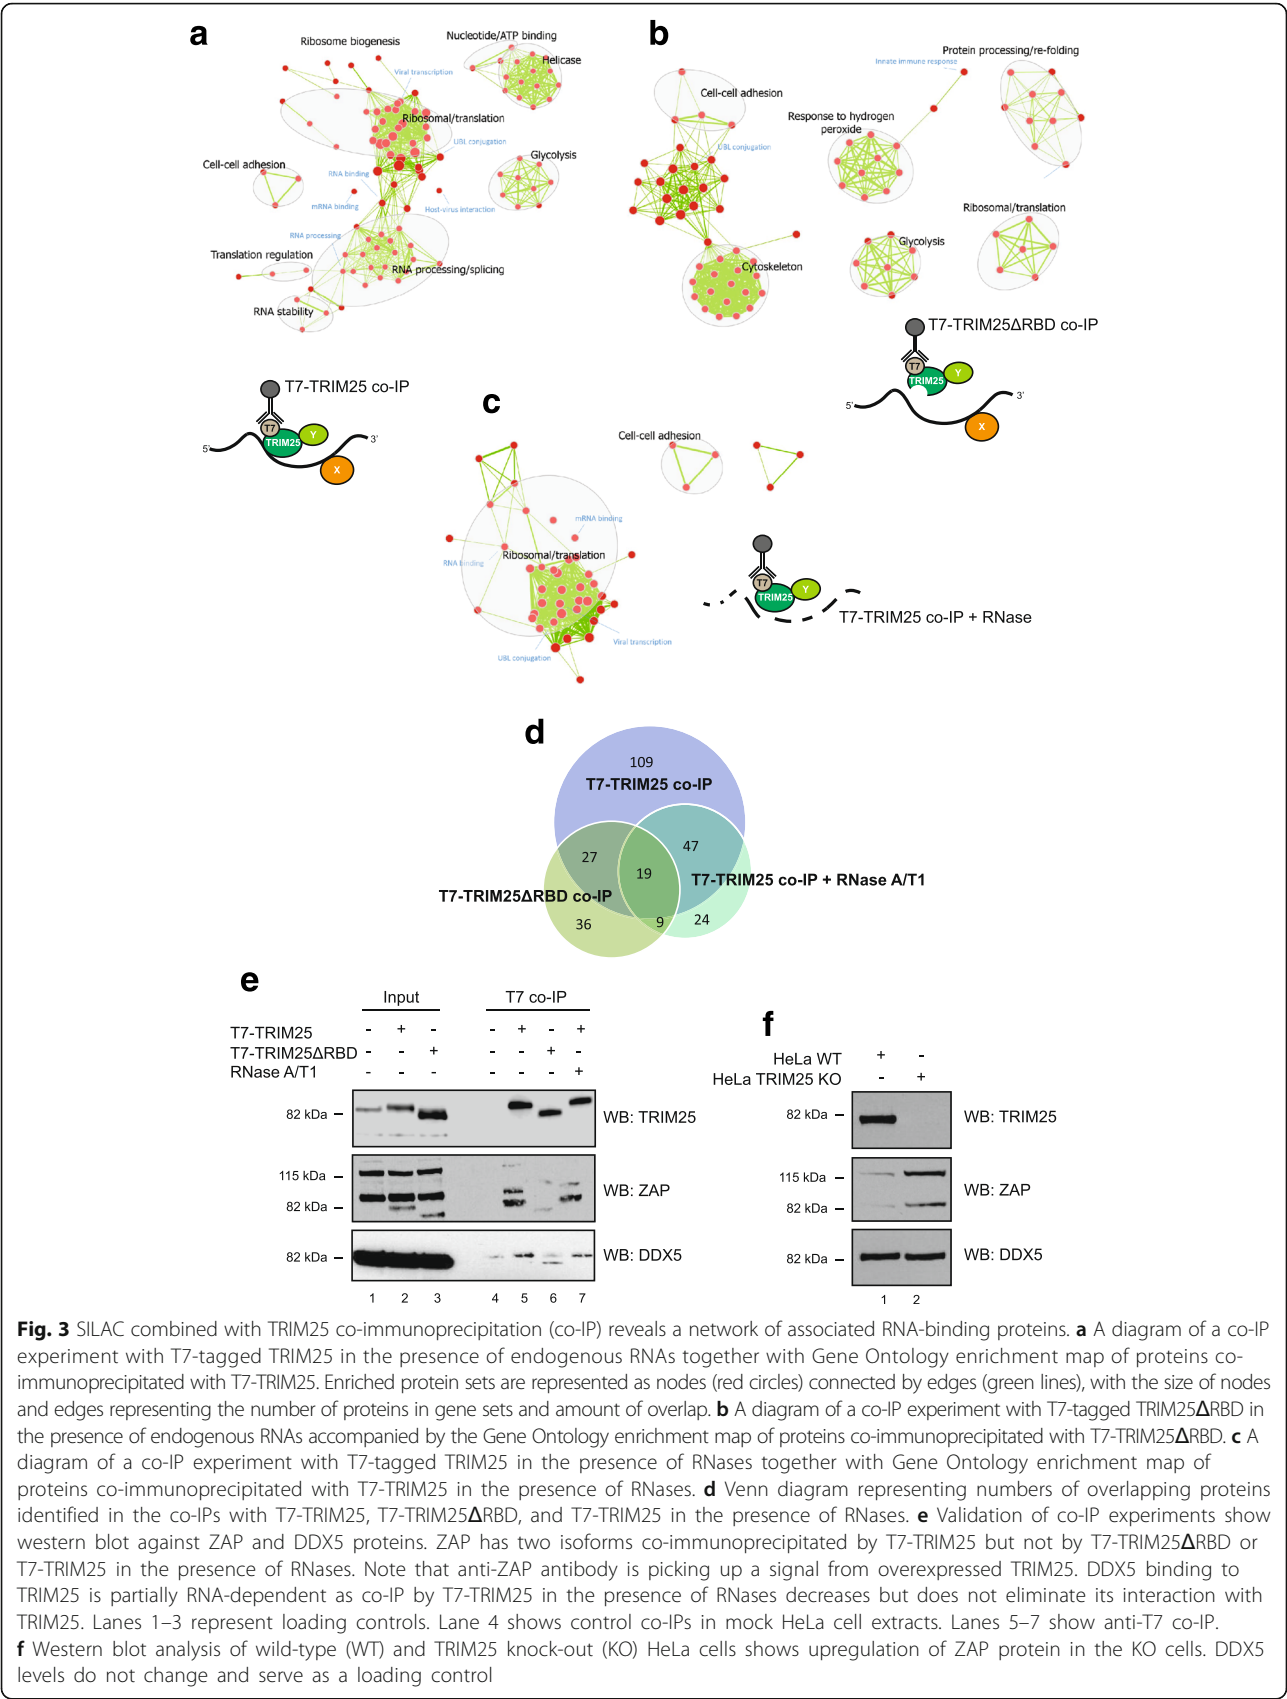 a
Ribosome biogenesis
Nucleotide/ATP binding
Helicase
Viral transcription
Ribosomal/translation
UBL conjugation
Cell-cell adhesion
RNA binding
Glycolysis
mRNA binding
Host-virus interaction
RNA processing
Translation regulation
RNA processing/splicing
RNA stability
T7-TRIM25 co-IP
T7
TRIM25
Y
X
5'
3'
b
Cell-cell adhesion
Innate immune response
Protein processing/re-folding
Response to hydrogen
peroxide
UBL conjugation
Ribosomal/translation
Glycolysis
Cytoskeleton
T7-TRIM25ΔRBD co-IP
T7
TRIM25
Y
5'
3'
X
c
Cell-cell adhesion
mRNA binding
Ribosomal/translation
RNA binding
Viral transcription
UBL conjugation
T7
TRIM25
Y
T7-TRIM25 co-IP + RNase
d
109
T7-TRIM25 co-IP
27
47
19
T7-TRIM25 co-IP + RNase A/T1
T7-TRIM25ΔRBD co-IP
36
9
24
e
Input
T7 co-IP
T7-TRIM25 - + - - + - +
T7-TRIM25ΔRBD - - + - - + -
RNase A/T1 - - - - - - +
82 kDa
WB: TRIM25
115 kDa
82 kDa
WB: ZAP
82 kDa
WB: DDX5
1 2 3 4 5 6 7
f
HeLa WT + -
HeLa TRIM25 KO - +
82 kDa
WB: TRIM25
115 kDa
82 kDa
WB: ZAP
82 kDa
WB: DDX5
1 2
Fig. 3 SILAC combined with TRIM25 co-immunoprecipitation (co-IP) reveals a network of associated RNA-binding proteins. a A diagram of a co-IP
experiment with T7-tagged TRIM25 in the presence of endogenous RNAs together with Gene Ontology enrichment map of proteins co-
immunoprecipitated with T7-TRIM25. Enriched protein sets are represented as nodes (red circles) connected by edges (green lines), with the size of nodes
and edges representing the number of proteins in gene sets and amount of overlap. b A diagram of a co-IP experiment with T7-tagged TRIM25ΔRBD in
the presence of endogenous RNAs accompanied by the Gene Ontology enrichment map of proteins co-immunoprecipitated with T7-TRIM25ΔRBD. c A
diagram of a co-IP experiment with T7-tagged TRIM25 in the presence of RNases together with Gene Ontology enrichment map of
proteins co-immunoprecipitated with T7-TRIM25 in the presence of RNases. d Venn diagram representing numbers of overlapping proteins
identified in the co-IPs with T7-TRIM25, T7-TRIM25ΔRBD, and T7-TRIM25 in the presence of RNases. e Validation of co-IP experiments show
western blot against ZAP and DDX5 proteins. ZAP has two isoforms co-immunoprecipitated by T7-TRIM25 but not by T7-TRIM25ΔRBD or
T7-TRIM25 in the presence of RNases. Note that anti-ZAP antibody is picking up a signal from overexpressed TRIM25. DDX5 binding to
TRIM25 is partially RNA-dependent as co-IP by T7-TRIM25 in the presence of RNases decreases but does not eliminate its interaction with
TRIM25. Lanes 1–3 represent loading controls. Lane 4 shows control co-IPs in mock HeLa cell extracts. Lanes 5–7 show anti-T7 co-IP.
f Western blot analysis of wild-type (WT) and TRIM25 knock-out (KO) HeLa cells shows upregulation of ZAP protein in the KO cells. DDX5
levels do not change and serve as a loading control